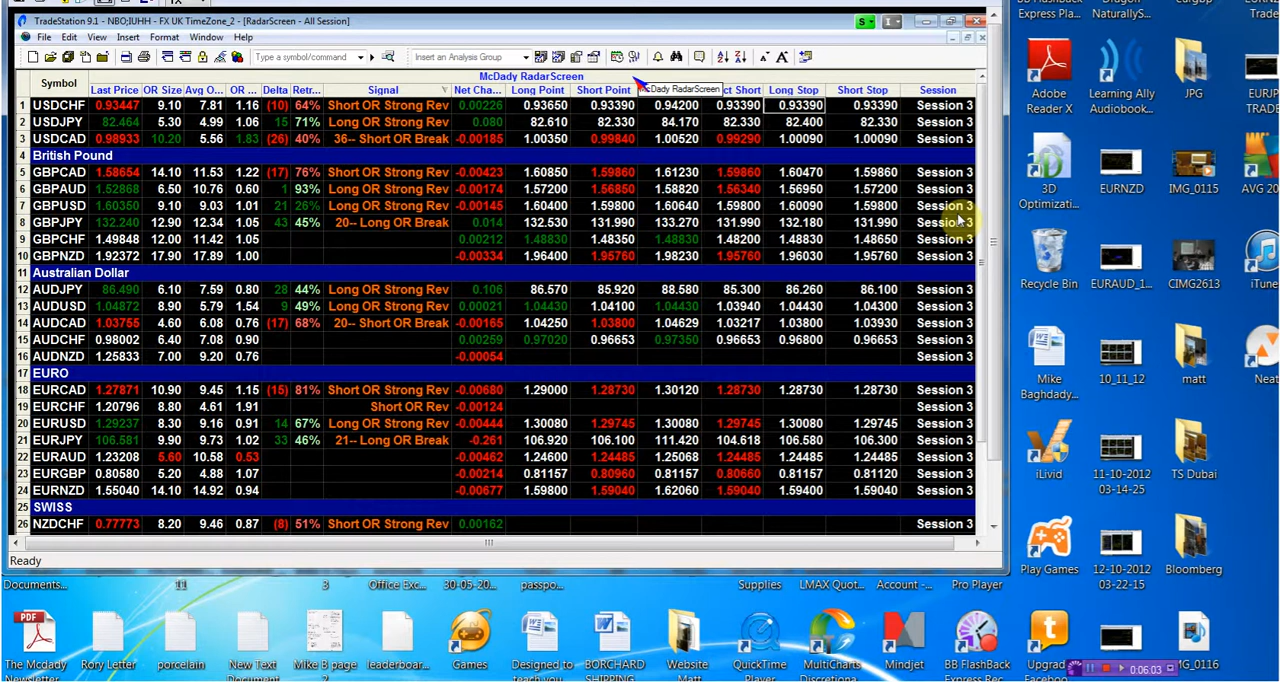 TradeStation 9.1 - NBO;IUHH - FX UK TimeZone_2 - [RadarScreen - All Session]
File Edit View Insert Format Window Help
Type a symbol/command Insert an Analysis Group
McDady RadarScreen
Symbol Last Price OR Size Avg O... OR ... Delta Retr... Signal Net Cha... Long Point Short Point McDady RadarScreen ct Short Long Stop Short Stop Session
1 USDCHF 0.93447 9.10 7.81 1.16 (10) 64% Short OR Strong Rev 0.00226 0.93650 0.93390 0.94200 0.93390 0.93390 0.93390 Session 3
2 USDJPY 82.464 5.30 4.99 1.06 15 71% Long OR Strong Rev 0.080 82.610 82.330 84.170 82.330 82.400 82.330 Session 3
3 USDCAD 0.98933 10.20 5.56 1.83 (26) 40% 36-- Short OR Break -0.00185 1.00350 0.99840 1.00520 0.99290 1.00090 1.00090 Session 3
4 British Pound
5 GBPCAD 1.58654 14.10 11.53 1.22 (17) 76% Short OR Strong Rev -0.00423 1.60850 1.59860 1.61230 1.59860 1.60470 1.59860 Session 3
6 GBPAUD 1.52868 6.50 10.76 0.60 1 93% Long OR Strong Rev -0.00174 1.57200 1.56850 1.58820 1.56340 1.56950 1.57200 Session 3
7 GBPUSD 1.60350 9.10 9.03 1.01 21 26% Long OR Strong Rev -0.00145 1.60400 1.59800 1.60640 1.59800 1.60090 1.59800 Session 3
8 GBPJPY 132.240 12.90 12.34 1.05 43 45% 20-- Long OR Break 0.014 132.530 131.990 133.270 131.990 132.180 131.990 Session 3
9 GBPCHF 1.49848 12.00 11.42 1.05 0.00212 1.48830 1.48350 1.48830 1.48200 1.48830 1.48650 Session 3
10 GBPNZD 1.92372 17.90 17.89 1.00 -0.00334 1.96400 1.95760 1.98230 1.95760 1.96030 1.95760 Session 3
11 Australian Dollar
12 AUDJPY 86.490 6.10 7.59 0.80 28 44% Long OR Strong Rev 0.106 86.570 85.920 88.580 85.300 86.260 86.100 Session 3
13 AUDUSD 1.04872 8.90 5.79 1.54 9 49% Long OR Strong Rev 0.00021 1.04430 1.04100 1.04430 1.03940 1.04040 1.04300 Session 3
14 AUDCAD 1.03755 4.60 6.08 0.76 (17) 68% 20-- Short OR Break -0.00165 1.04250 1.03800 1.04629 1.03217 1.03800 1.03930 Session 3
15 AUDCHF 0.98002 6.40 7.08 0.90 0.00259 0.97020 0.96653 0.97350 0.96653 0.96800 0.96653 Session 3
16 AUDNZD 1.25833 7.00 9.20 0.76 -0.00054 Session 3
17 EURO
18 EURCAD 1.27871 10.90 9.45 1.15 (15) 81% Short OR Strong Rev -0.00680 1.29000 1.28730 1.30120 1.28730 1.28730 1.28730 Session 3
19 EURCHF 1.20796 8.80 4.61 1.91 Short OR Rev -0.00124 Session 3
20 EURUSD 1.29237 8.30 9.16 0.91 14 67% Long OR Strong Rev -0.00444 1.30080 1.29745 1.30080 1.29745 1.30080 1.29745 Session 3
21 EURJPY 106.581 9.90 9.73 1.02 33 46% 21-- Long OR Break -0.261 106.920 106.100 111.420 104.618 106.580 106.300 Session 3
22 EURAUD 1.23208 5.60 10.58 0.53 -0.00462 1.24600 1.24485 1.25068 1.24485 1.24485 1.24485 Session 3
23 EURGBP 0.80580 5.20 4.88 1.07 -0.00214 0.81157 0.80960 0.81157 0.80660 0.81157 0.81120 Session 3
24 EURNZD 1.55040 14.10 14.92 0.94 -0.00677 1.59800 1.59040 1.62060 1.59040 1.59400 1.59040 Session 3
25 SWISS
26 NZDCHF 0.77773 8.20 9.46 0.87 (8) 51% Short OR Strong Rev 0.00162 Session 3
Ready
Express Pla... NaturallyS... Trade
Adobe Reader X
Learning Ally Audiobook...
JPG
EURJP TRADE
3D Optimizati...
EURNZD
IMG_0115
AVG 20
Recycle Bin
EURAUD_1...
CIMG2613
iTune
Mike Baghdady...
10_11_12
matt
Neat
iLivid
11-10-2012 03-14-25
TS Dubai
Play Games
12-10-2012 03-22-15
Bloomberg
Documents... 11 3 Office Exc... 30-05-20... passpo... Supplies LMAX Quot... Account -... Pro Player
The Mcdady Newsletter
Rory Letter
porcelain
New Text Document
Mike B page 2
leaderboar...
Games
Designed to teach you
BORCHARD SHIPPING
Website Matt
QuickTime Player
MultiCharts Discretiona...
Mindjet
BB FlashBack Express Rec...
Upgrad Faceboo
IMG_0116
0:06:03